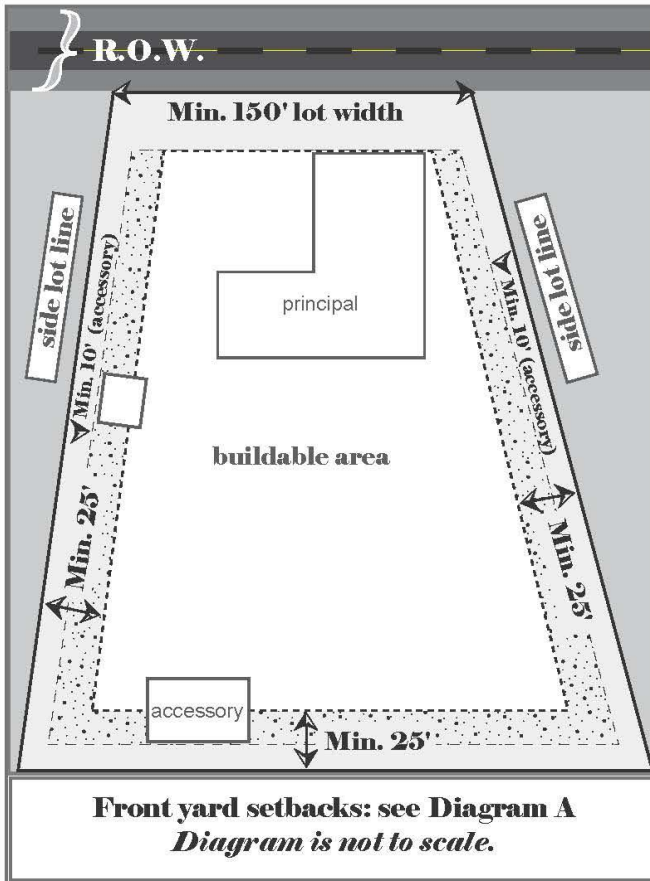 R.O.W.
Min. 150' lot width
side lot line
Min. 10' (accessory)
side lot line
Min. 10' (accessory)
principal
buildable area
Min. 25'
Min. 25'
accessory
Min. 25'
Front yard setbacks: see Diagram A
Diagram is not to scale.